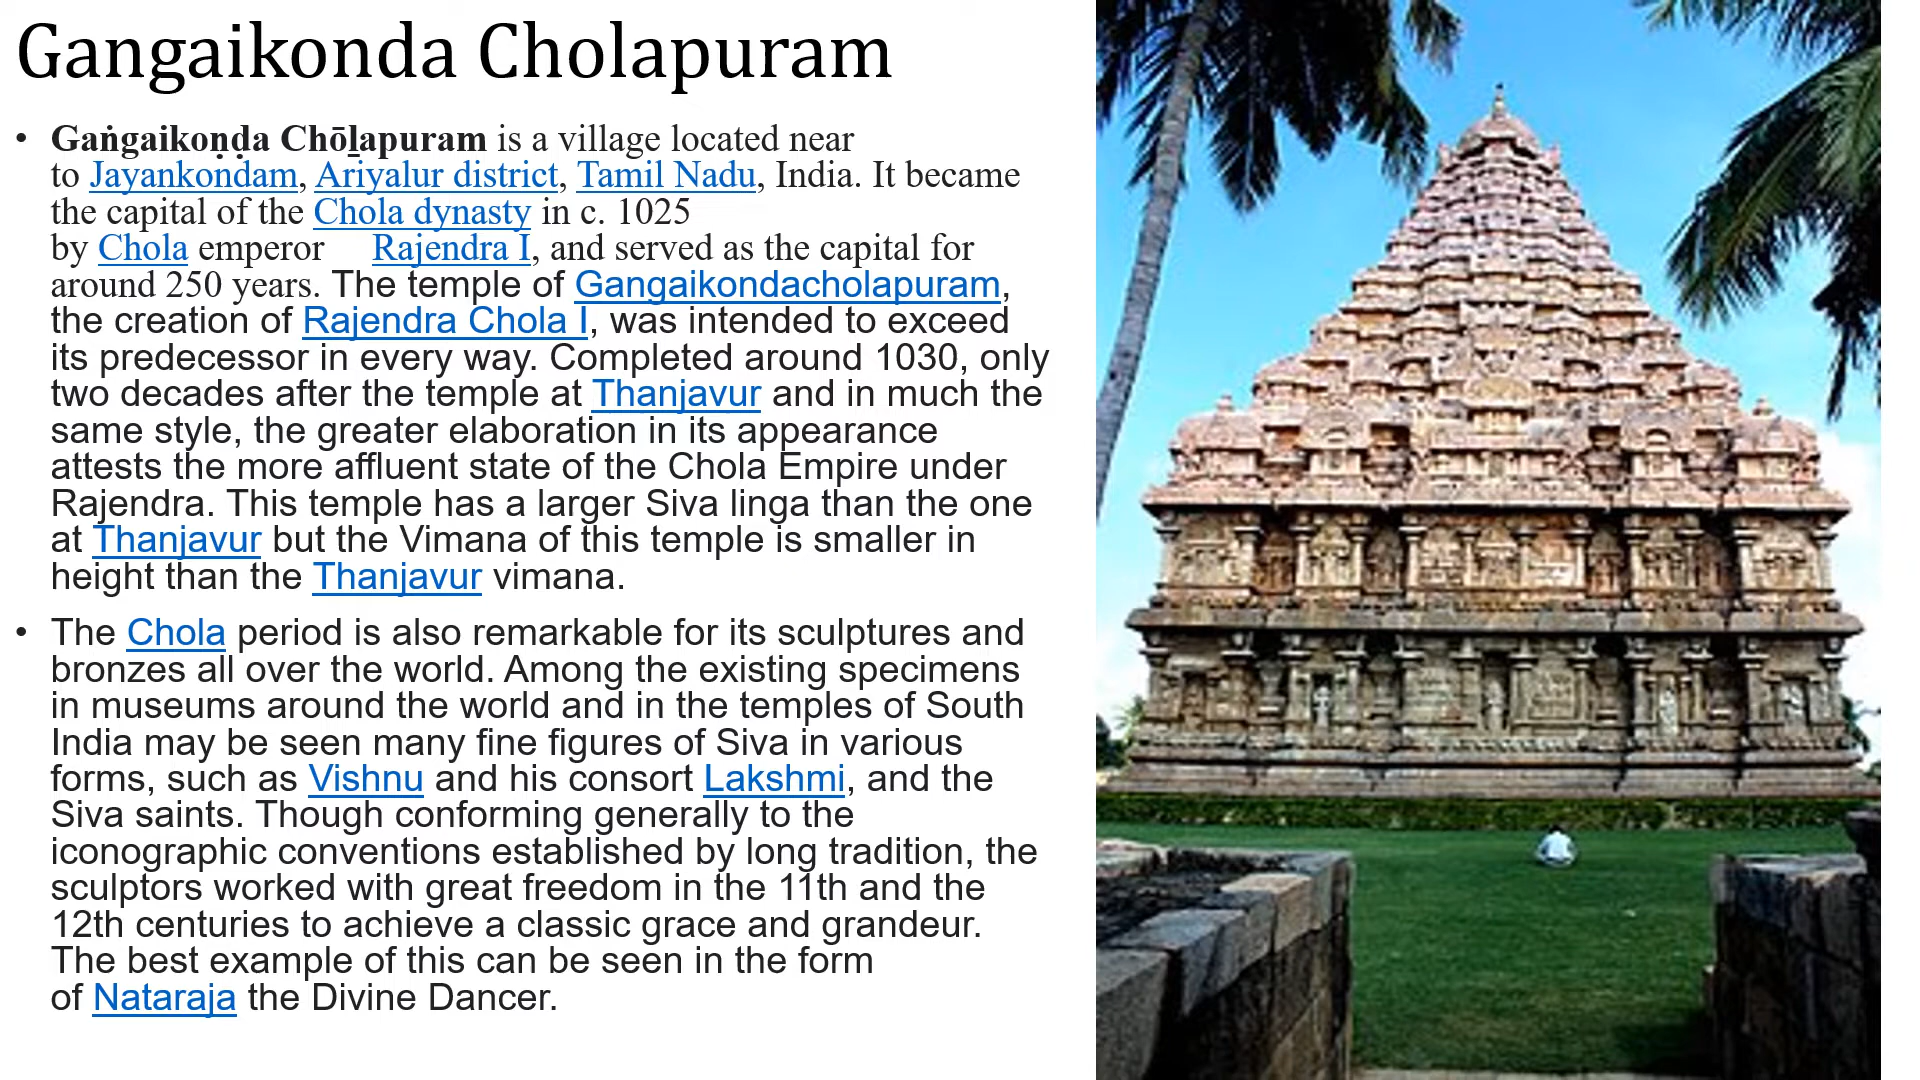 Gangaikonda Cholapuram
• Gaṅgaikoṇḍa Chōḻapuram is a village located near
to Jayankondam, Ariyalur district, Tamil Nadu, India. It became
the capital of the Chola dynasty in c. 1025
by Chola emperor Rajendra I, and served as the capital for
around 250 years. The temple of Gangaikondacholapuram,
the creation of Rajendra Chola I, was intended to exceed
its predecessor in every way. Completed around 1030, only
two decades after the temple at Thanjavur and in much the
same style, the greater elaboration in its appearance
attests the more affluent state of the Chola Empire under
Rajendra. This temple has a larger Siva linga than the one
at Thanjavur but the Vimana of this temple is smaller in
height than the Thanjavur vimana.
• The Chola period is also remarkable for its sculptures and
bronzes all over the world. Among the existing specimens
in museums around the world and in the temples of South
India may be seen many fine figures of Siva in various
forms, such as Vishnu and his consort Lakshmi, and the
Siva saints. Though conforming generally to the
iconographic conventions established by long tradition, the
sculptors worked with great freedom in the 11th and the
12th centuries to achieve a classic grace and grandeur.
The best example of this can be seen in the form
of Nataraja the Divine Dancer.